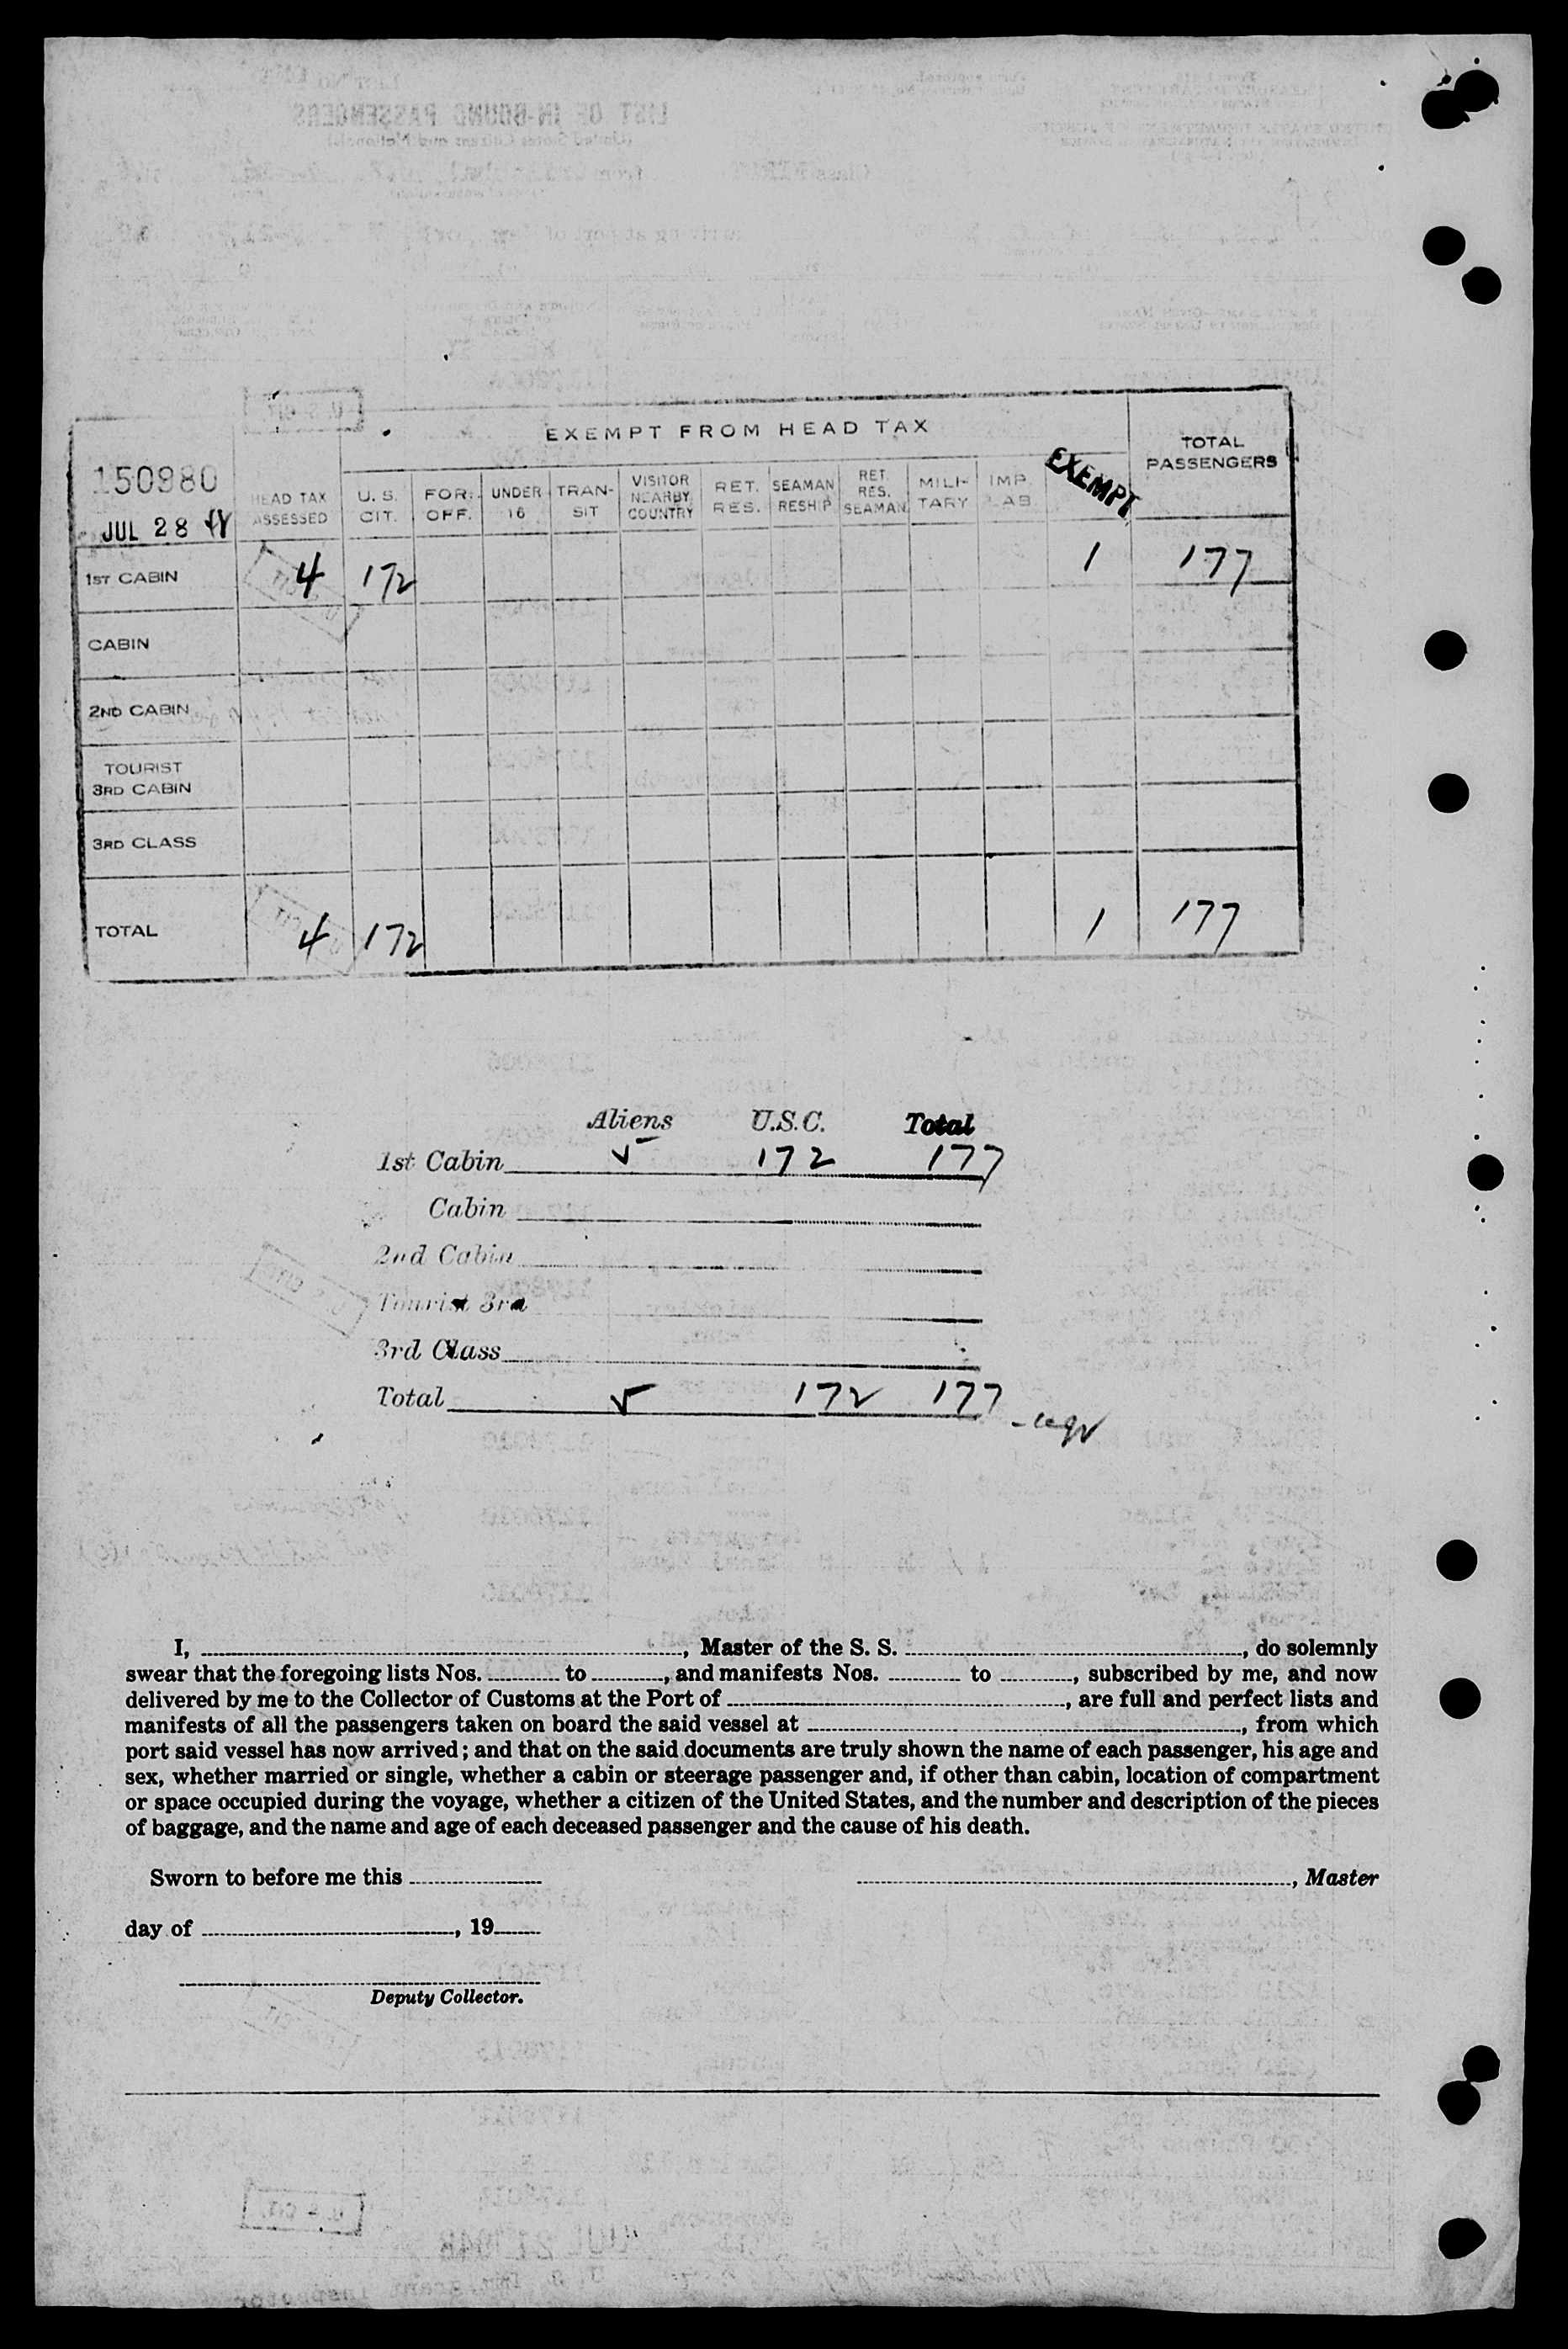 EXEMPT FROM HEAD TAX
TOTAL PASSENGERS
150980
JUL 28
HEAD TAX ASSESSED
U. S. CIT.
FOR. OFF.
UNDER 16
TRAN- SIT
VISITOR NEARBY COUNTRY
RET. RES.
SEAMAN RESHIP.
RET. RES. SEAMAN
MILI- TARY
IMP. LAB.
EXEMPT
1ST CABIN 4 172 1 177
CABIN
2ND CABIN
TOURIST
3RD CABIN
3RD CLASS
TOTAL 4 172 1 177
Aliens U.S.C. Total
1st Cabin 5 172 177
Cabin
2nd Cabin
Tourist 3rd
3rd Class
Total 5 172 177
I, , Master of the S. S. , do solemnly
swear that the foregoing lists Nos. to , and manifests Nos. to , subscribed by me, and now
delivered by me to the Collector of Customs at the Port of , are full and perfect lists and
manifests of all the passengers taken on board the said vessel at , from which
port said vessel has now arrived; and that on the said documents are truly shown the name of each passenger, his age and
sex, whether married or single, whether a cabin or steerage passenger and, if other than cabin, location of compartment
or space occupied during the voyage, whether a citizen of the United States, and the number and description of the pieces
of baggage, and the name and age of each deceased passenger and the cause of his death.
Sworn to before me this , Master
day of , 19
Deputy Collector.